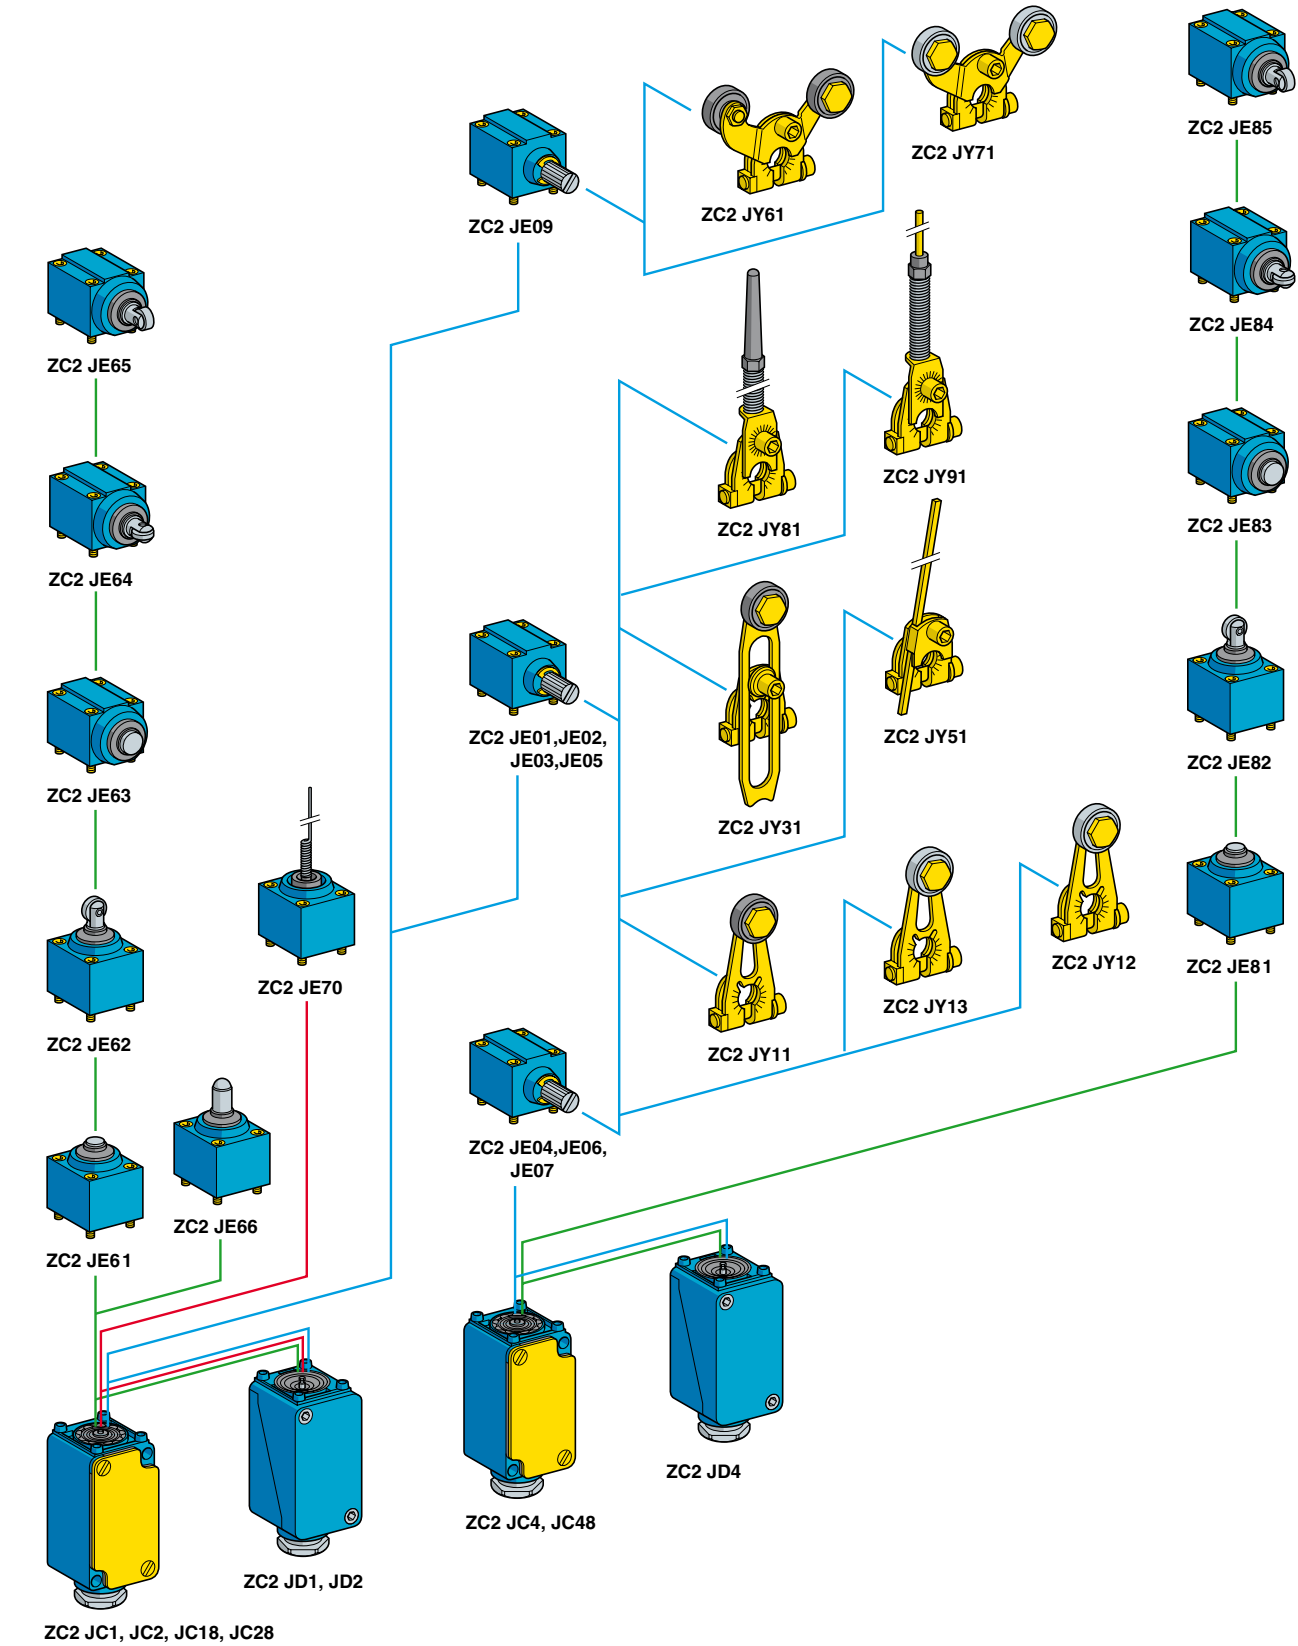 ZC2 JE85
ZC2 JY71
ZC2 JY61
ZC2 JE09
ZC2 JE84
ZC2 JE65
ZC2 JY91
ZC2 JE83
ZC2 JY81
ZC2 JE64
ZC2 JY51
ZC2 JE01,JE02,
JE03,JE05
ZC2 JE82
ZC2 JE63
ZC2 JY31
ZC2 JY12
ZC2 JE81
ZC2 JE70
ZC2 JY13
ZC2 JE62
ZC2 JY11
ZC2 JE04,JE06,
JE07
ZC2 JE66
ZC2 JE61
ZC2 JD4
ZC2 JC4, JC48
ZC2 JD1, JD2
ZC2 JC1, JC2, JC18, JC28